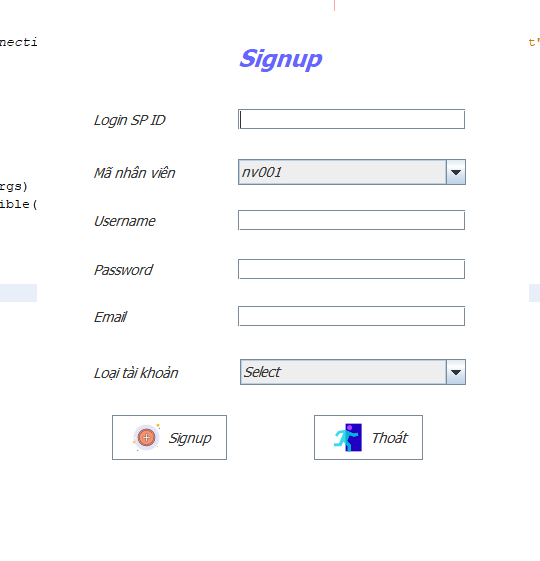 necti
t"
Signup
Login SP ID
Mã nhân viên
nv001
Username
rgs)
ible(
Password
Email
Loại tài khoản
Select
Signup
Thoát